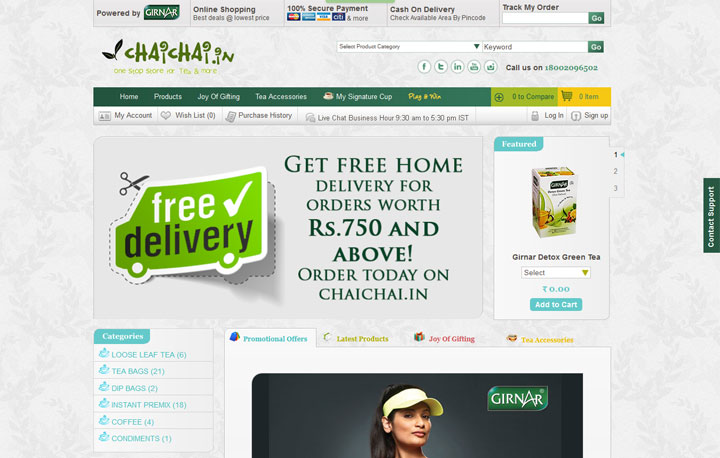 Powered by GIRNAR
Online Shopping
Best deals @ lowest price
100% Secure Payment
VISA citi & more
Cash On Delivery
Check Available Area By Pincode
Track My Order
Go
CHAICHAI.IN
one stop store for tea & more
Select Product Category
Keyword
Go
Call us on 18002096502
Home
Products
Joy Of Gifting
Tea Accessories
My Signature Cup
Play & Win
0 to Compare
0 Item
My Account
Wish List (0)
Purchase History
Live Chat Business Hour 9:30 am to 5:30 pm IST
Log In
Sign up
free
delivery
GET FREE HOME
DELIVERY FOR
ORDERS WORTH
RS.750 AND
ABOVE!
ORDER TODAY ON
CHAICHAI.IN
Featured
1
2
3
GIRNAR
Detox Green Tea
Girnar Detox Green Tea
Select
₹ 0.00
Add to Cart
Contact Support
Categories
LOOSE LEAF TEA (6)
TEA BAGS (21)
DIP BAGS (2)
INSTANT PREMIX (18)
COFFEE (4)
CONDIMENTS (1)
Promotional Offers
Latest Products
Joy Of Gifting
Tea Accessories
GIRNAR